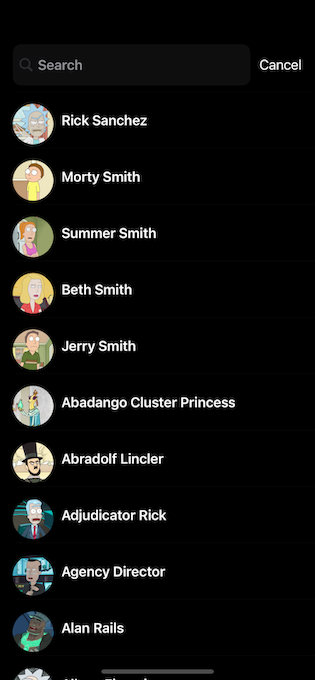 Search
Cancel
Rick Sanchez
Morty Smith
Summer Smith
Beth Smith
Jerry Smith
Abadango Cluster Princess
Abradolf Lincler
Adjudicator Rick
Agency Director
Alan Rails